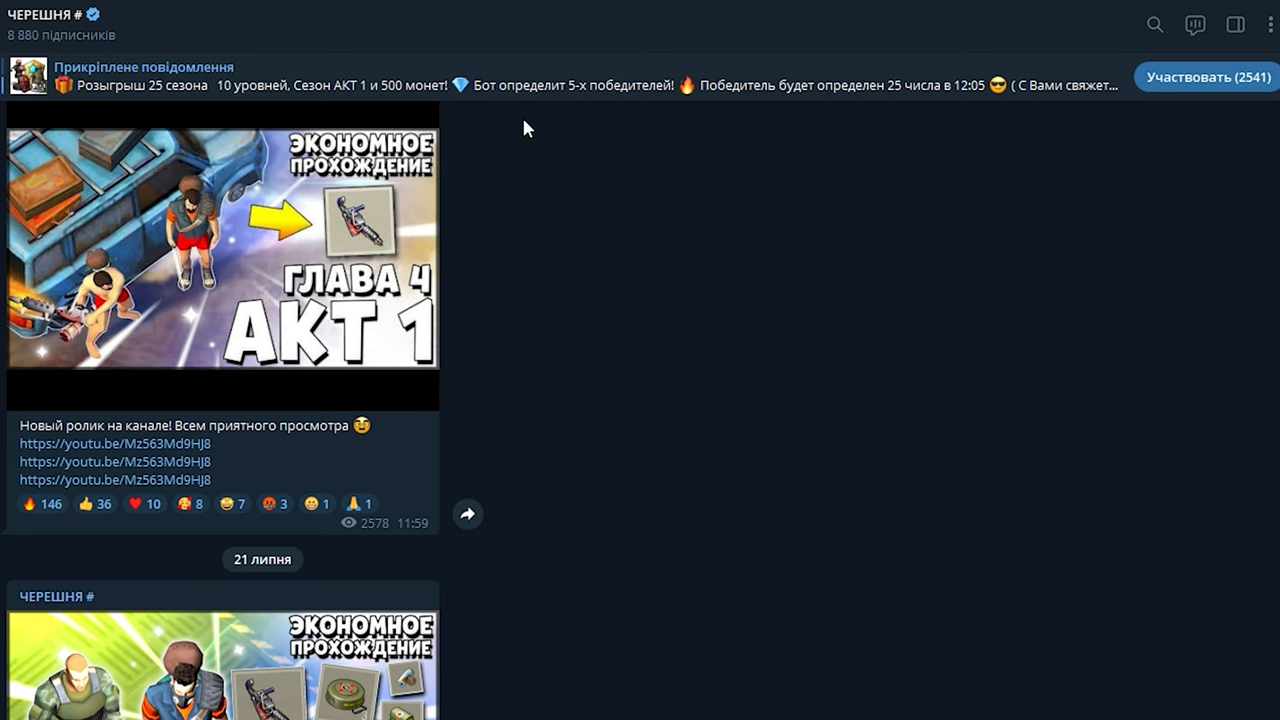 ЧЕРЕШНЯ #
8 880 підписників
Прикріплене повідомлення
Розыгрыш 25 сезона 10 уровней, Сезон АКТ 1 и 500 монет! 💎 Бот определит 5-х победителей! 🔥 Победитель будет определен 25 числа в 12:05 😎 ( С Вами свяжет...
Участвовать (2541)
ЭКОНОМНОЕ
ПРОХОЖДЕНИЕ
ГЛАВА 4
АКТ 1
Новый ролик на канале! Всем приятного просмотра
https://youtu.be/Mz563Md9HJ8
https://youtu.be/Mz563Md9HJ8
https://youtu.be/Mz563Md9HJ8
146 36 10 8 7 3 1 1
2578 11:59
21 липня
ЧЕРЕШНЯ #
ЭКОНОМНОЕ
ПРОХОЖДЕНИЕ